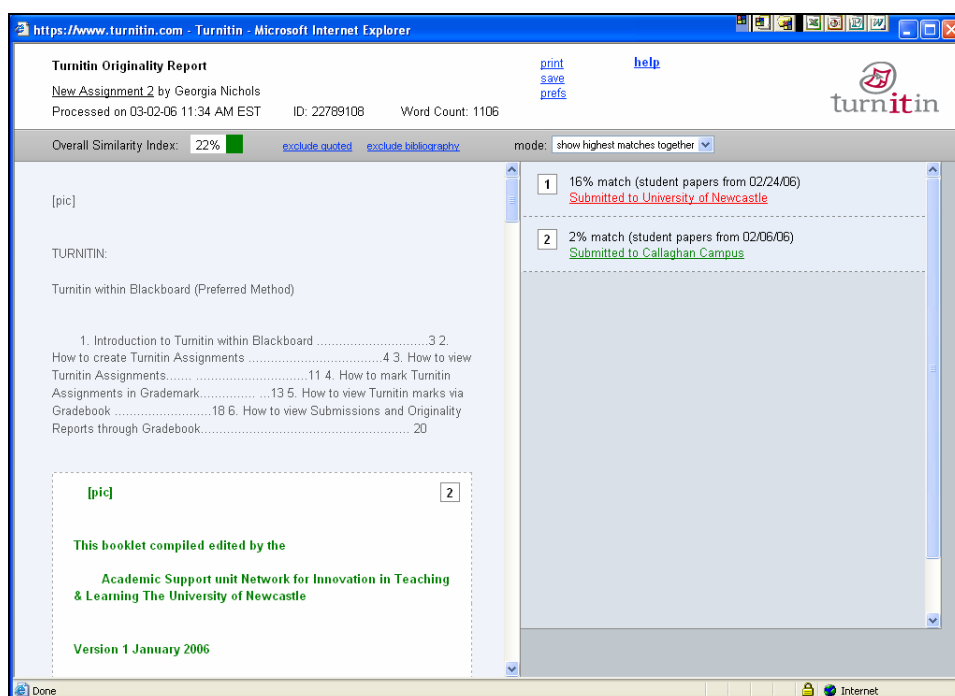 https://www.turnitin.com - Turnitin - Microsoft Internet Explorer
Turnitin Originality Report
New Assignment 2 by Georgia Nichols
Processed on 03-02-06 11:34 AM EST ID: 22789108 Word Count: 1106
print
save
prefs
help
turnitin
Overall Similarity Index: 22% exclude quoted exclude bibliography mode: show highest matches together
[pic]
TURNITIN:
Turnitin within Blackboard (Preferred Method)
1. Introduction to Turnitin within Blackboard ..................................3 2.
How to create Turnitin Assignments .........................................4 3. How to view
Turnitin Assignments....... ..................................11 4. How to mark Turnitin
Assignments in Grademark................ ...13 5. How to view Turnitin marks via
Gradebook .............................18 6. How to view Submissions and Originality
Reports through Gradebook............................................................... 20
[pic] 2
This booklet compiled edited by the
Academic Support unit Network for Innovation in Teaching
& Learning The University of Newcastle
Version 1 January 2006
1 16% match (student papers from 02/24/06)
Submitted to University of Newcastle
2 2% match (student papers from 02/06/06)
Submitted to Callaghan Campus
Done Internet